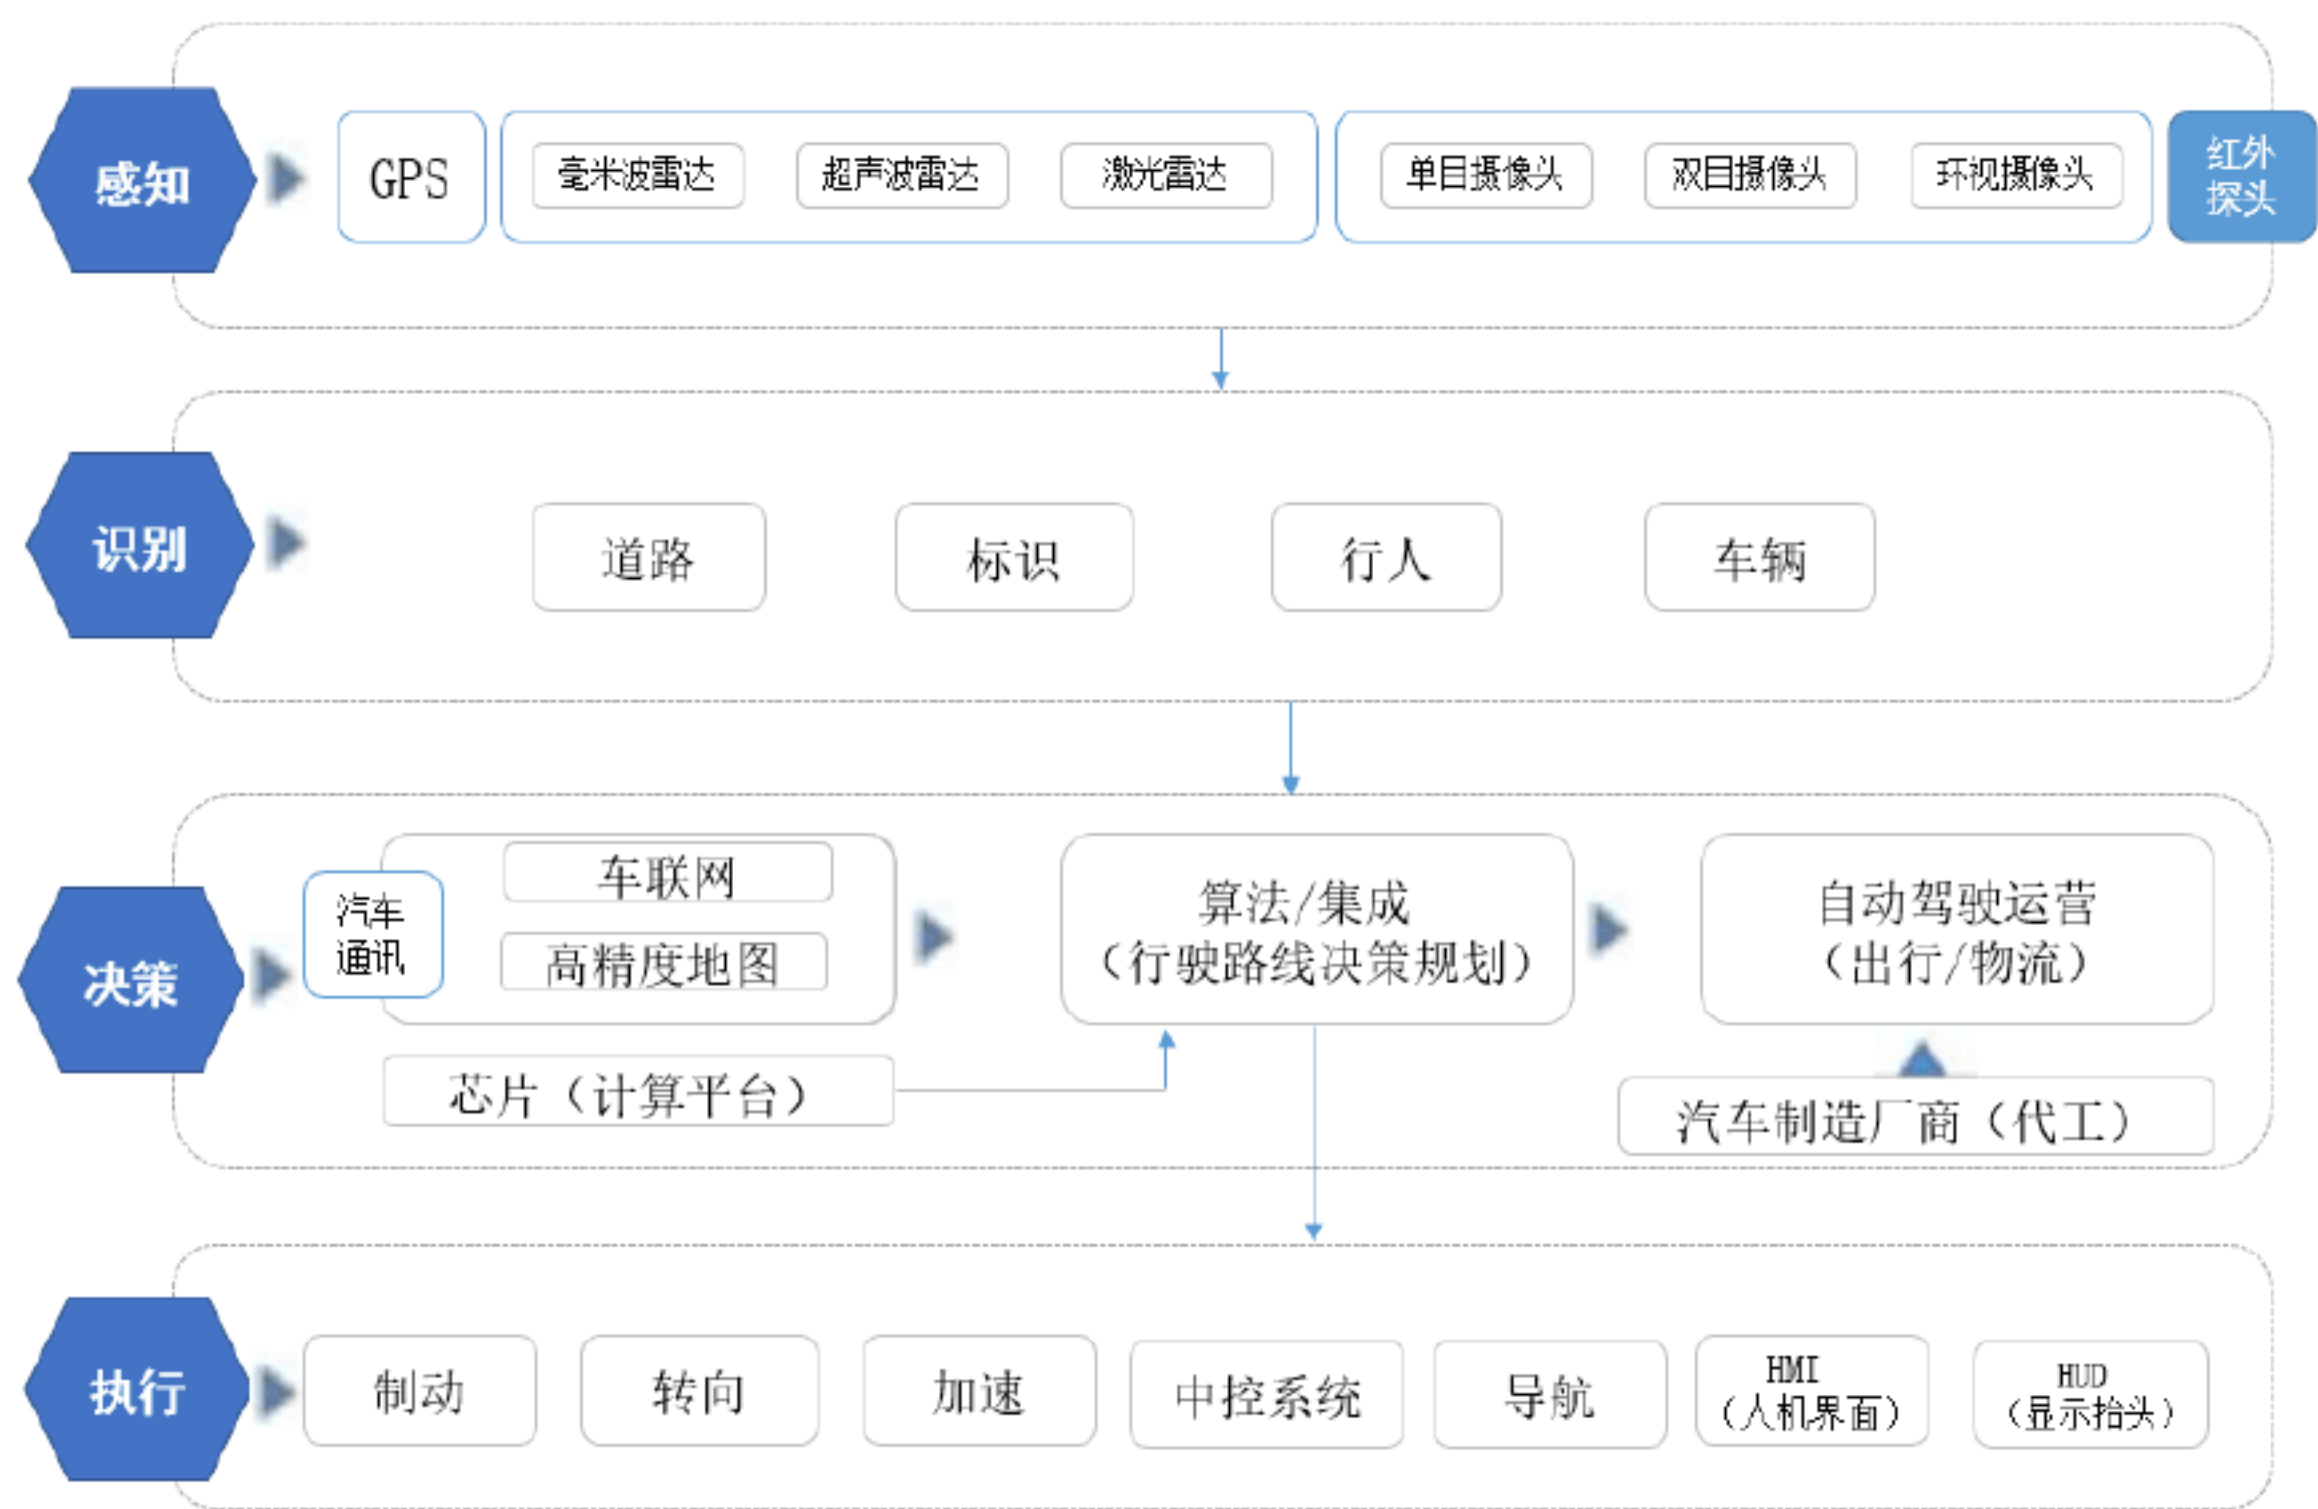 感知
GPS
毫米波雷达
超声波雷达
激光雷达
单目摄像头
双目摄像头
环视摄像头
红外
探头
识别
道路
标识
行人
车辆
决策
汽车
通讯
车联网
高精度地图
算法/集成
（行驶路线决策规划）
自动驾驶运营
（出行/物流）
芯片（计算平台）
汽车制造厂商（代工）
执行
制动
转向
加速
中控系统
导航
HMI
（人机界面）
HUD
（显示抬头）